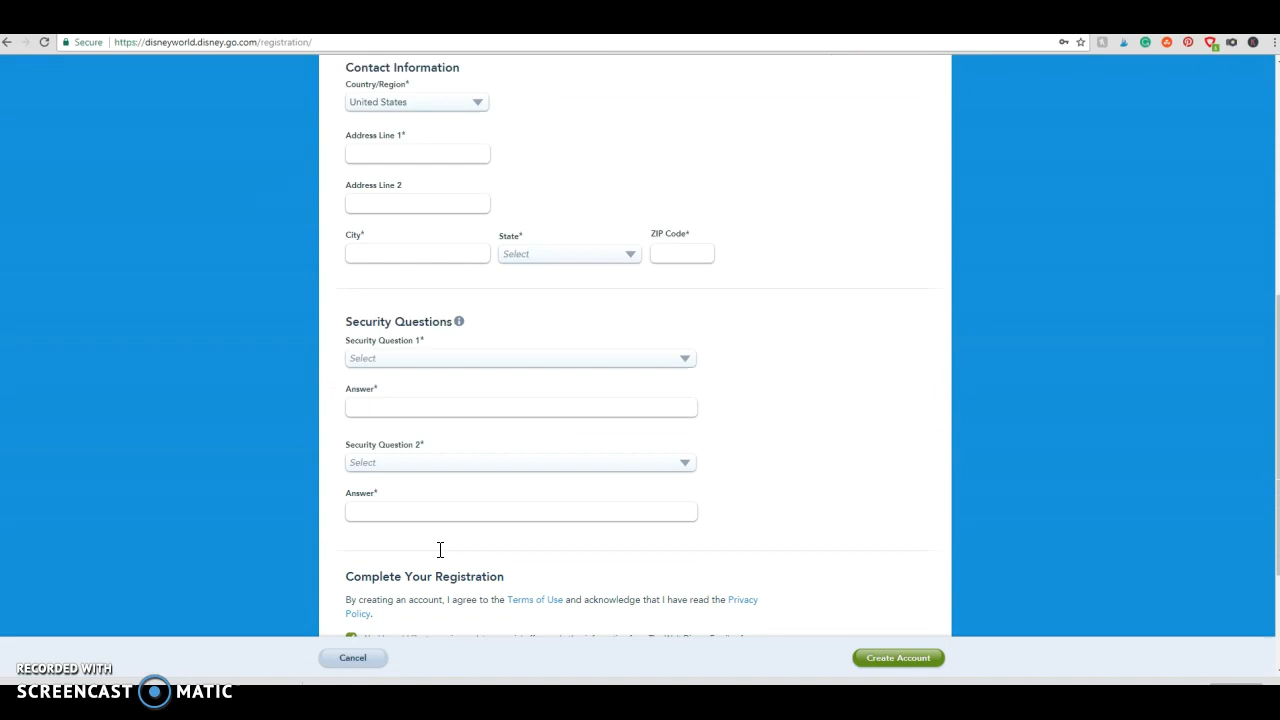 Secure https://disneyworld.disney.go.com/registration/
Contact Information
Country/Region*
United States
Address Line 1*
Address Line 2
City* State* ZIP Code*
Select
Security Questions
Security Question 1*
Select
Answer*
Security Question 2*
Select
Answer*
Complete Your Registration
By creating an account, I agree to the Terms of Use and acknowledge that I have read the Privacy
Policy.
Cancel Create Account
RECORDED WITH
SCREENCAST MATIC